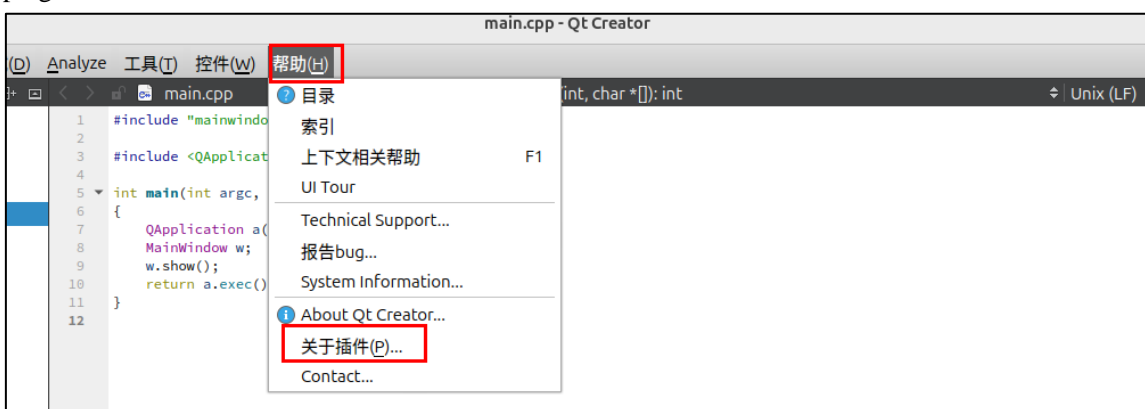 main.cpp - Qt Creator
(D) Analyze 工具(T) 控件(W) 帮助(H)
main.cpp
(int, char *[]): int
Unix (LF)
1 #include "mainwindo
2
3 #include <QApplicat
4
5 int main(int argc,
6 {
7 QApplication a(
8 MainWindow w;
9 w.show();
10 return a.exec()
11 }
12
目录
索引
上下文相关帮助 F1
UI Tour
Technical Support...
报告bug...
System Information...
About Qt Creator...
关于插件(P)...
Contact...